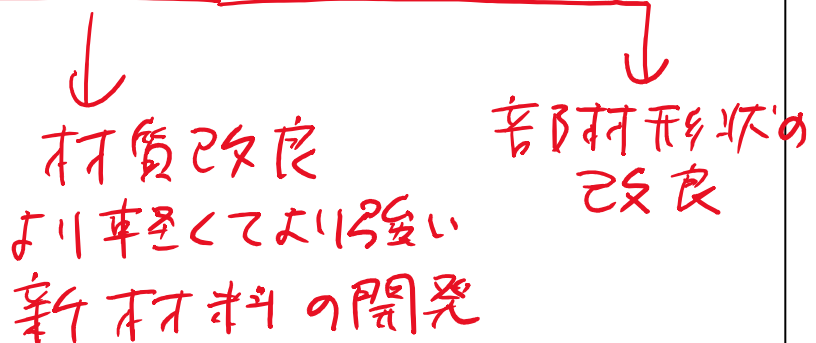 材質改良
より軽くてより強い
新材料の開発
部材形状の
改良